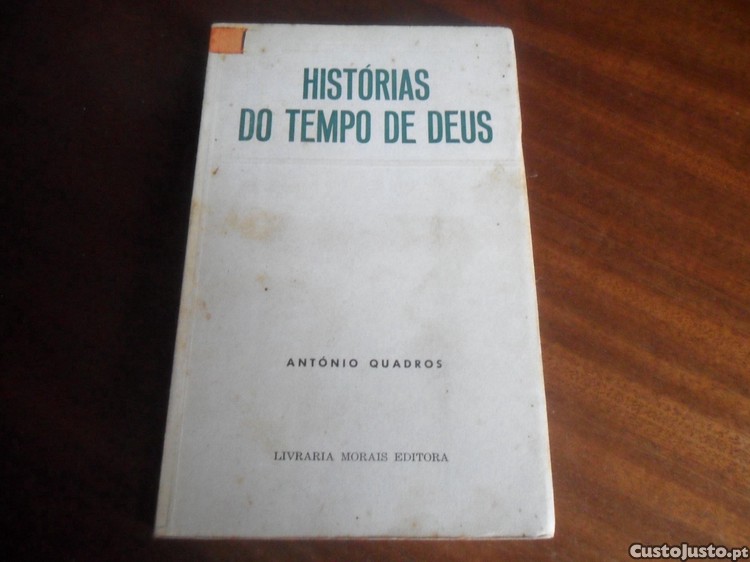 HISTÓRIAS
DO TEMPO DE DEUS
ANTÓNIO QUADROS
LIVRARIA MORAIS EDITORA
CustoJusto.pt